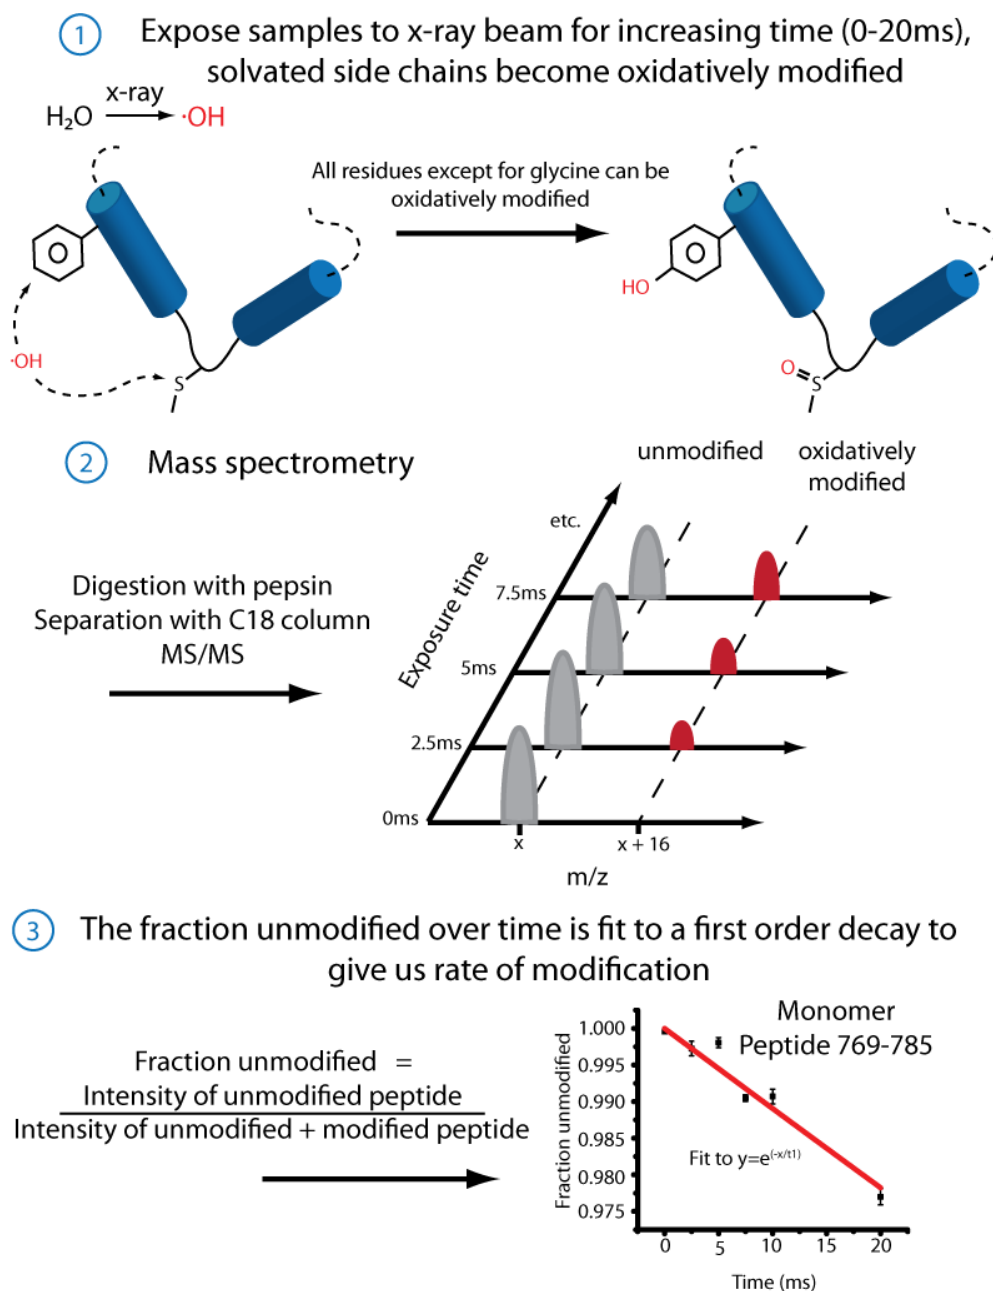 1 Expose samples to x-ray beam for increasing time (0-20ms),
solvated side chains become oxidatively modified
x-ray
H₂O ·OH
All residues except for glycine can be
oxidatively modified
HO
·OH
S
O
S
2 Mass spectrometry
unmodified oxidatively
modified
Digestion with pepsin
Separation with C18 column
MS/MS
Exposure time
etc.
7.5ms
5ms
2.5ms
0ms
x x + 16
m/z
3 The fraction unmodified over time is fit to a first order decay to
give us rate of modification
Fraction unmodified =
Intensity of unmodified peptide
Intensity of unmodified + modified peptide
Monomer
Peptide 769-785
Fraction unmodified
1.000
0.995
0.990
0.985
0.980
0.975
Fit to y=e^(-x/t1)
0 5 10 15 20
Time (ms)